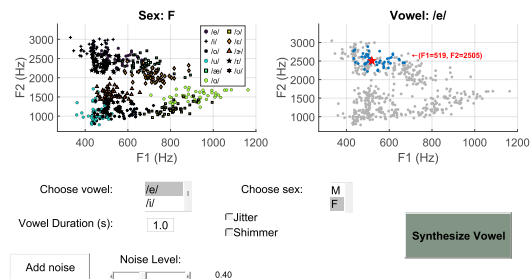 Sex: F
Vowel: /e/
3000
2500
2000
1500
1000
F2 (Hz)
400
600
800
1000
1200
F1 (Hz)
/e/
/i/
/ɑ/
/u/
/æ/
/ɑ/
/ɔ/
/ɛ/
/ɚ/
/ɪ/
/ʊ/
3000
2500
2000
1500
1000
F2 (Hz)
400
600
800
1000
1200
F1 (Hz)
←(F1=519, F2=2505)
Choose vowel:
/e/
/i/
Choose sex:
M
F
Vowel Duration (s):
1.0
Jitter
Shimmer
Synthesize Vowel
Add noise
Noise Level:
0.40